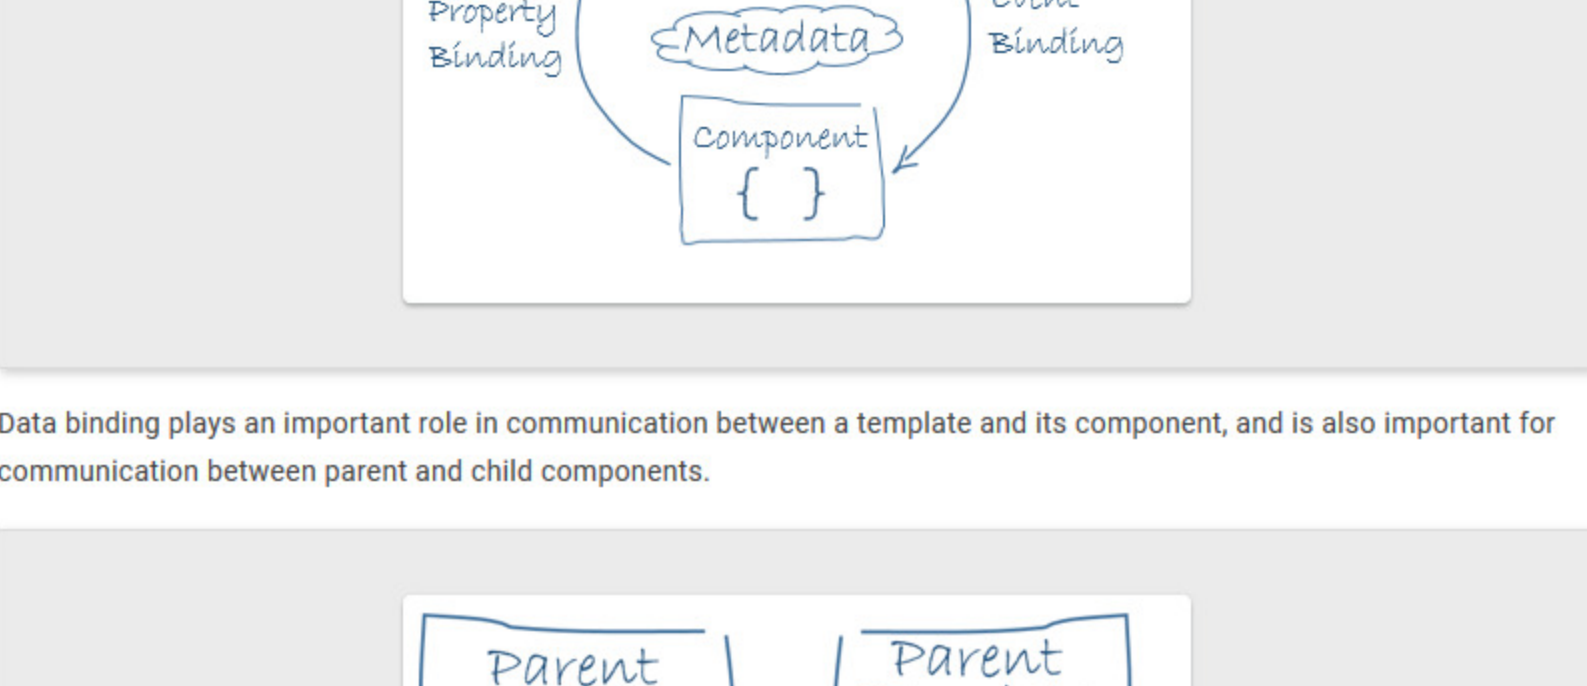 Property
Binding
Metadata
Binding
Component
{ }
Data binding plays an important role in communication between a template and its component, and is also important for
communication between parent and child components.
Parent
Parent